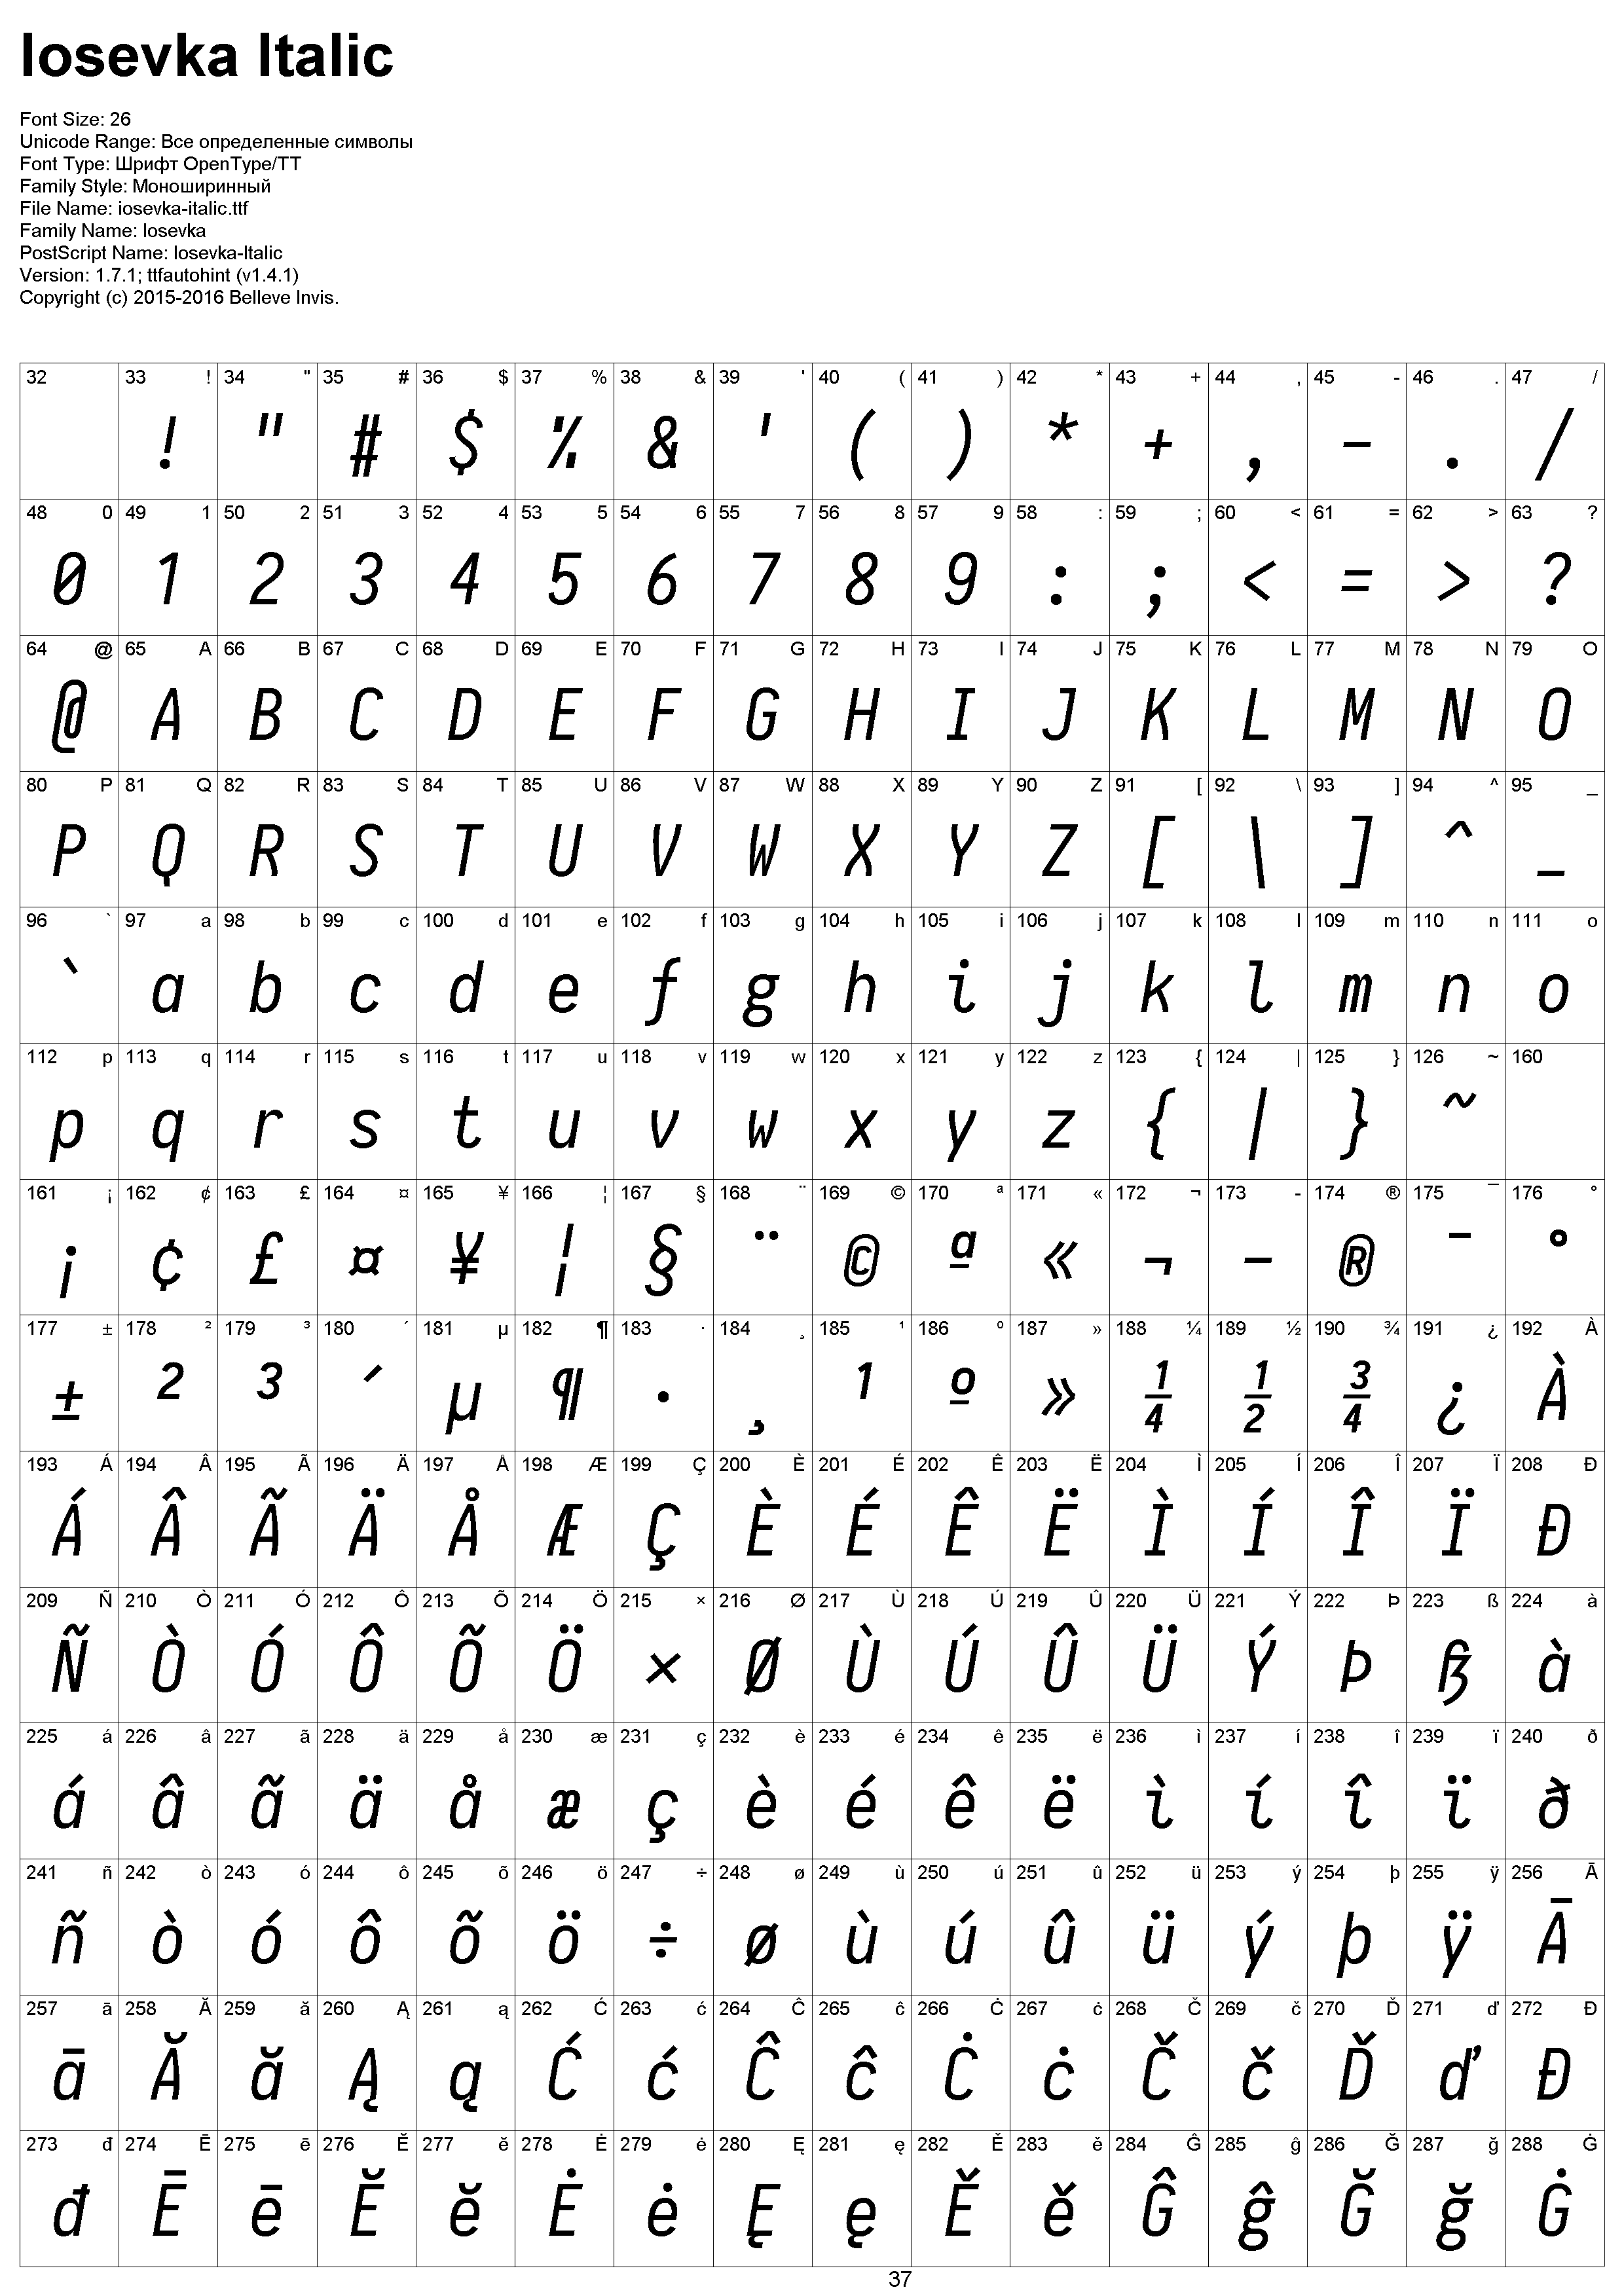 Iosevka Italic
Font Size: 26
Unicode Range: Все определенные символы
Font Type: Шрифт OpenType/TT
Family Style: Моноширинный
File Name: iosevka-italic.ttf
Family Name: Iosevka
PostScript Name: Iosevka-Italic
Version: 1.7.1; ttfautohint (v1.4.1)
Copyright (c) 2015-2016 Belleve Invis.
32 33 ! 34 " 35 # 36 $ 37 % 38 & 39 ' 40 ( 41 ) 42 * 43 + 44 , 45 - 46 . 47 /
! " # $ % & ' ( ) * + , - . /
48 0 49 1 50 2 51 3 52 4 53 5 54 6 55 7 56 8 57 9 58 : 59 ; 60 < 61 = 62 > 63 ?
0 1 2 3 4 5 6 7 8 9 : ; < = > ?
64 @ 65 A 66 B 67 C 68 D 69 E 70 F 71 G 72 H 73 I 74 J 75 K 76 L 77 M 78 N 79 O
@ A B C D E F G H I J K L M N O
80 P 81 Q 82 R 83 S 84 T 85 U 86 V 87 W 88 X 89 Y 90 Z 91 [ 92 \ 93 ] 94 ^ 95 _
P Q R S T U V W X Y Z [ \ ] ^ _
96 ` 97 a 98 b 99 c 100 d 101 e 102 f 103 g 104 h 105 i 106 j 107 k 108 l 109 m 110 n 111 o
` a b c d e f g h i j k l m n o
112 p 113 q 114 r 115 s 116 t 117 u 118 v 119 w 120 x 121 y 122 z 123 { 124 | 125 } 126 ~ 160
p q r s t u v w x y z { | } ~
161 ¡ 162 ¢ 163 £ 164 ¤ 165 ¥ 166 ¦ 167 § 168 ¨ 169 © 170 ª 171 « 172 ¬ 173 - 174 ® 175 ¯ 176 °
¡ ¢ £ ¤ ¥ ¦ § ¨ © ª « ¬ - ® ¯ °
177 ± 178 ² 179 ³ 180 ´ 181 µ 182 ¶ 183 · 184 ¸ 185 ¹ 186 º 187 » 188 ¼ 189 ½ 190 ¾ 191 ¿ 192 À
± ² ³ ´ µ ¶ · ¸ ¹ º » ¼ ½ ¾ ¿ À
193 Á 194 Â 195 Ã 196 Ä 197 Å 198 Æ 199 Ç 200 È 201 É 202 Ê 203 Ë 204 Ì 205 Í 206 Î 207 Ï 208 Ð
Á Â Ã Ä Å Æ Ç È É Ê Ë Ì Í Î Ï Ð
209 Ñ 210 Ò 211 Ó 212 Ô 213 Õ 214 Ö 215 × 216 Ø 217 Ù 218 Ú 219 Û 220 Ü 221 Ý 222 Þ 223 ß 224 à
Ñ Ò Ó Ô Õ Ö × Ø Ù Ú Û Ü Ý Þ ß à
225 á 226 â 227 ã 228 ä 229 å 230 æ 231 ç 232 è 233 é 234 ê 235 ë 236 ì 237 í 238 î 239 ï 240 ð
á â ã ä å æ ç è é ê ë ì í î ï ð
241 ñ 242 ò 243 ó 244 ô 245 õ 246 ö 247 ÷ 248 ø 249 ù 250 ú 251 û 252 ü 253 ý 254 þ 255 ÿ 256 Ā
ñ ò ó ô õ ö ÷ ø ù ú û ü ý þ ÿ Ā
257 ā 258 Ă 259 ă 260 Ą 261 ą 262 Ć 263 ć 264 Ĉ 265 ĉ 266 Ċ 267 ċ 268 Č 269 č 270 Ď 271 ď 272 Đ
ā Ă ă Ą ą Ć ć Ĉ ĉ Ċ ċ Č č Ď ď Đ
273 đ 274 Ē 275 ē 276 Ĕ 277 ĕ 278 Ė 279 ė 280 Ę 281 ę 282 Ě 283 ě 284 Ĝ 285 ĝ 286 Ğ 287 ğ 288 Ġ
đ Ē ē Ĕ ĕ Ė ė Ę ę Ě ě Ĝ ĝ Ğ ğ Ġ
37